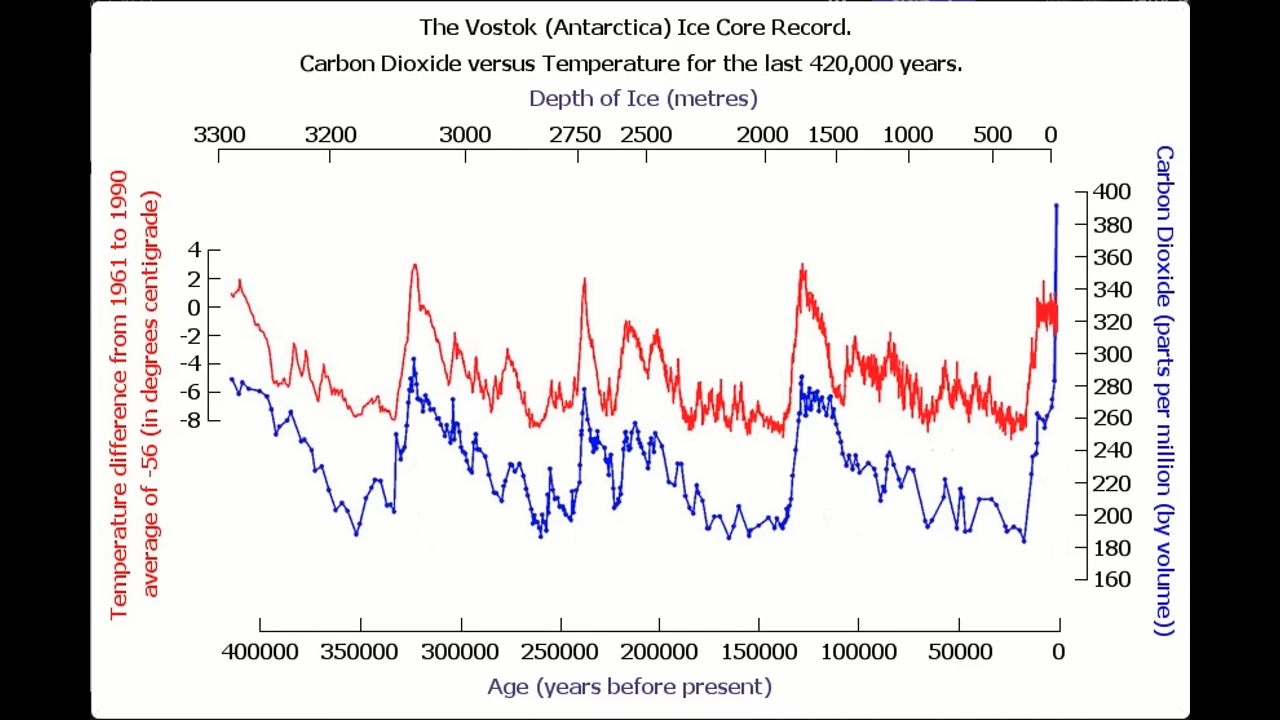 The Vostok (Antarctica) Ice Core Record.
Carbon Dioxide versus Temperature for the last 420,000 years.
Depth of Ice (metres)
3300 3200 3000 2750 2500 2000 1500 1000 500 0
Temperature difference from 1961 to 1990
average of -56 (in degrees centigrade)
4
2
0
-2
-4
-6
-8
400
380
360
340
320
300
280
260
240
220
200
180
160
Carbon Dioxide (parts per million (by volume))
400000 350000 300000 250000 200000 150000 100000 50000 0
Age (years before present)